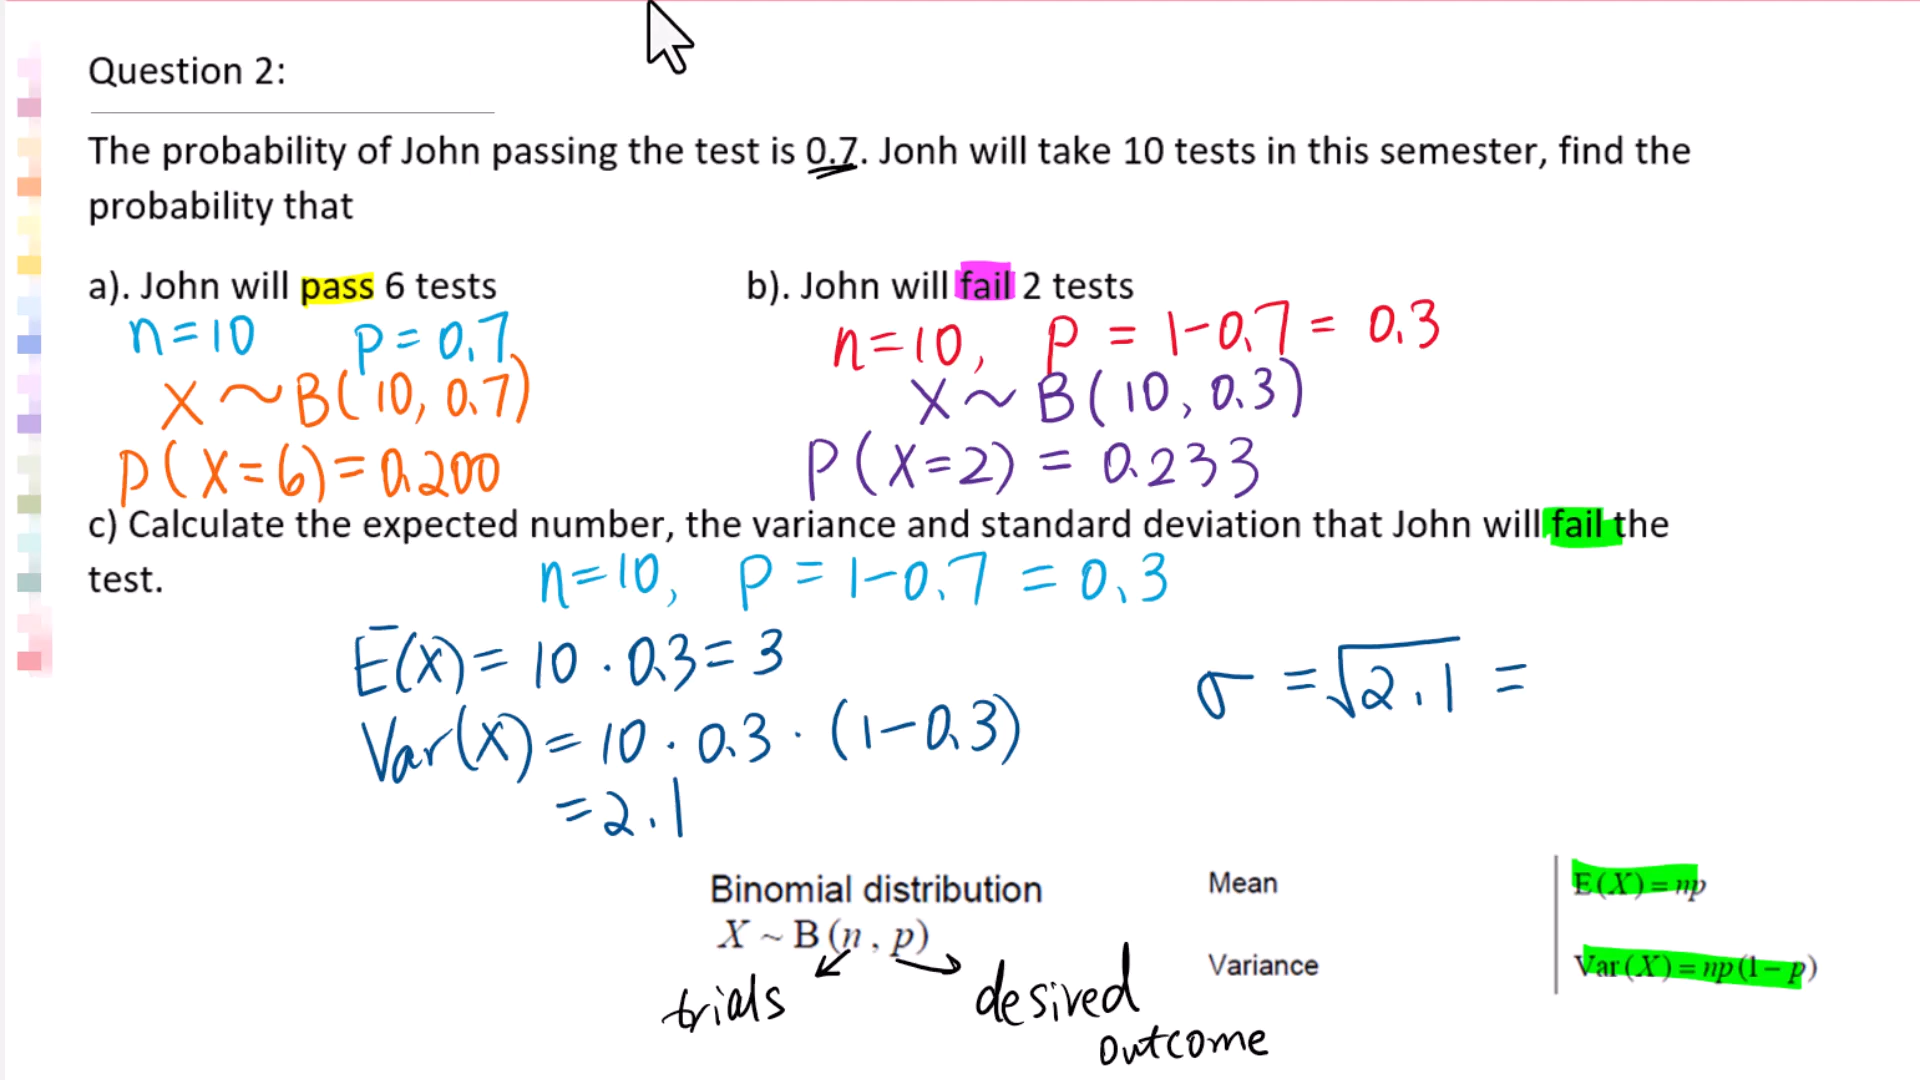 Question 2:
The probability of John passing the test is 0.7. Jonh will take 10 tests in this semester, find the
probability that
a). John will pass 6 tests
n=10 p=0.7
X~B(10, 0.7)
P(X=6)=0.200
b). John will fail 2 tests
n=10, p = 1-0.7 = 0.3
X~B(10, 0.3)
P(X=2) = 0.233
c) Calculate the expected number, the variance and standard deviation that John will fail the
test.
n=10, p = 1-0.7 = 0.3
E(X)= 10 · 0.3 = 3
Var(X)= 10 · 0.3 · (1-0.3)
=2.1
σ =√2.1 =
Binomial distribution
X ~ B (n , p)
trials
desired
outcome
Mean
E(X) = np
Variance
Var(X) = np(1 − p)